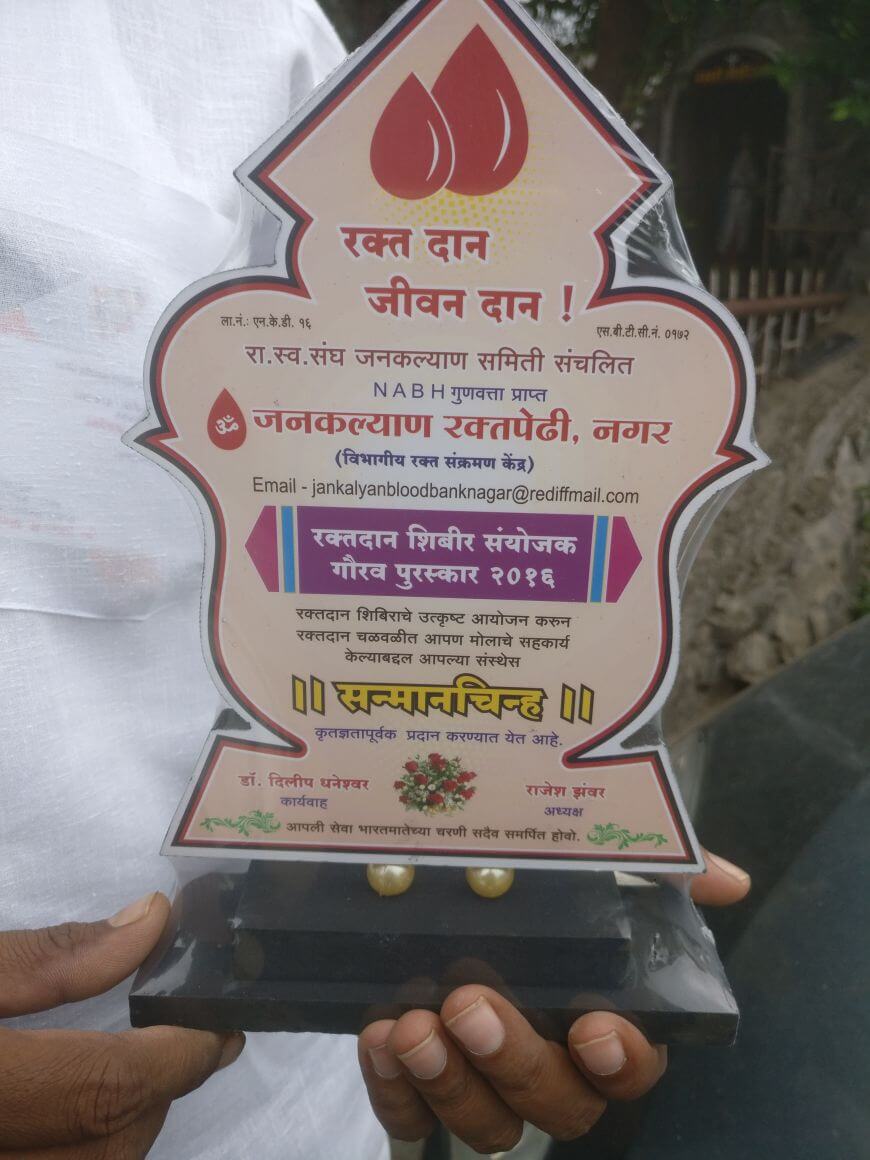 रक्त दान
जीवन दान !
ला.नं.: एन.के.डी. १६
एस.बी.टी.सी.नं. ०१७२
रा.स्व.संघ जनकल्याण समिती संचलित
NABH गुणवत्ता प्राप्त
ॐ जनकल्याण रक्तपेढी, नगर
(विभागीय रक्त संक्रमण केंद्र)
Email - jankalyanbloodbanknagar@rediffmail.com
रक्तदान शिबीर संयोजक
गौरव पुरस्कार २०१६
रक्तदान शिबिराचे उत्कृष्ट आयोजन करुन
रक्तदान चळवळीत आपण मोलाचे सहकार्य
केल्याबद्दल आपल्या संस्थेस
|| सन्मानचिन्ह ||
कृतज्ञतापूर्वक प्रदान करण्यात येत आहे.
डॉ. दिलीप धनेश्वर
कार्यवाह
राजेश झंवर
अध्यक्ष
आपली सेवा भारतमातेच्या चरणी सदैव समर्पित होवो.